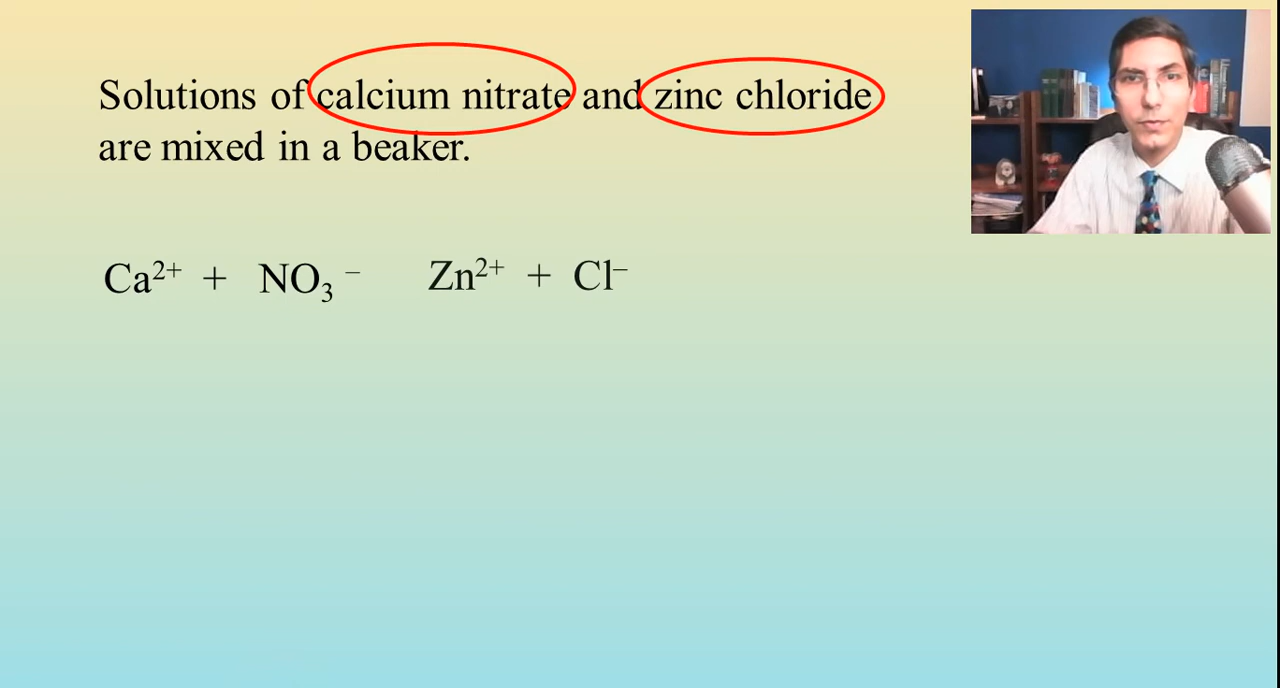 Solutions of calcium nitrate and zinc chloride
are mixed in a beaker.
Ca²⁺ + NO₃ ⁻ Zn²⁺ + Cl⁻